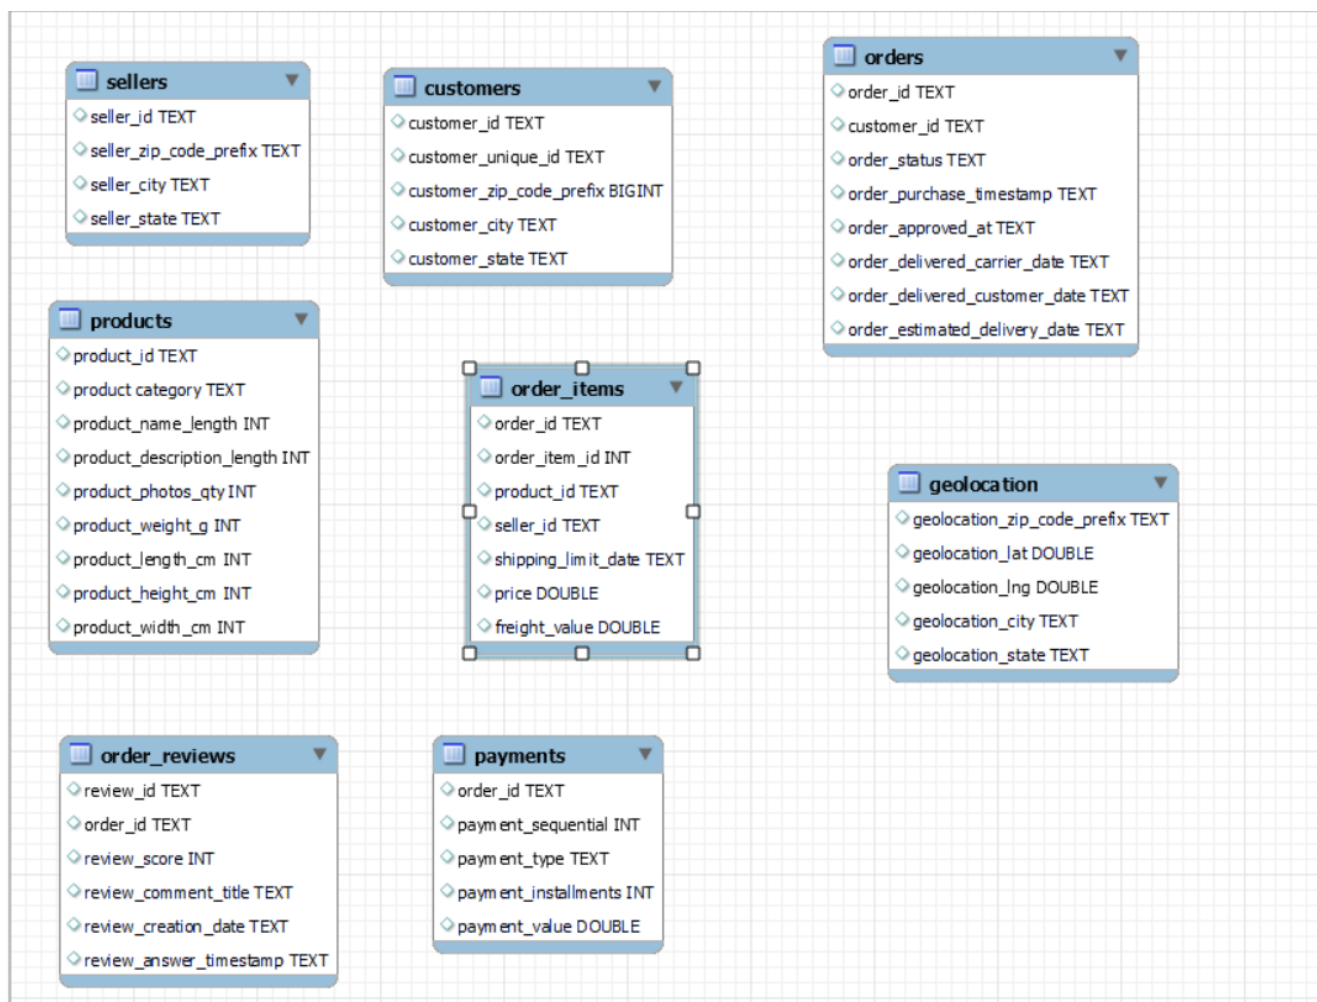 sellers
seller_id TEXT
seller_zip_code_prefix TEXT
seller_city TEXT
seller_state TEXT
customers
customer_id TEXT
customer_unique_id TEXT
customer_zip_code_prefix BIGINT
customer_city TEXT
customer_state TEXT
orders
order_id TEXT
customer_id TEXT
order_status TEXT
order_purchase_timestamp TEXT
order_approved_at TEXT
order_delivered_carrier_date TEXT
order_delivered_customer_date TEXT
order_estimated_delivery_date TEXT
products
product_id TEXT
product category TEXT
product_name_length INT
product_description_length INT
product_photos_qty INT
product_weight_g INT
product_length_cm INT
product_height_cm INT
product_width_cm INT
order_items
order_id TEXT
order_item_id INT
product_id TEXT
seller_id TEXT
shipping_limit_date TEXT
price DOUBLE
freight_value DOUBLE
geolocation
geolocation_zip_code_prefix TEXT
geolocation_lat DOUBLE
geolocation_lng DOUBLE
geolocation_city TEXT
geolocation_state TEXT
order_reviews
review_id TEXT
order_id TEXT
review_score INT
review_comment_title TEXT
review_creation_date TEXT
review_answer_timestamp TEXT
payments
order_id TEXT
payment_sequential INT
payment_type TEXT
payment_installments INT
payment_value DOUBLE